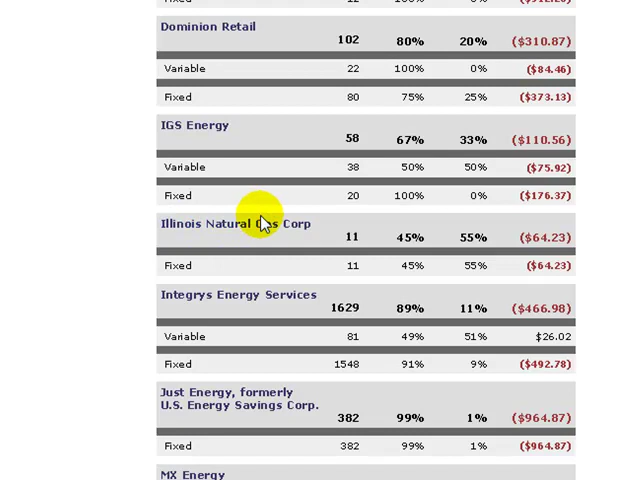 Fixed
Dominion Retail 102 80% 20% ($310.87)
Variable 22 100% 0% ($84.46)
Fixed 80 75% 25% ($373.13)
IGS Energy 58 67% 33% ($110.56)
Variable 38 50% 50% ($75.92)
Fixed 20 100% 0% ($176.37)
Illinois Natural Gas Corp 11 45% 55% ($64.23)
Fixed 11 45% 55% ($64.23)
Integrys Energy Services 1629 89% 11% ($466.98)
Variable 81 49% 51% $26.02
Fixed 1548 91% 9% ($492.78)
Just Energy, formerly
U.S. Energy Savings Corp. 382 99% 1% ($964.87)
Fixed 382 99% 1% ($964.87)
MX Energy